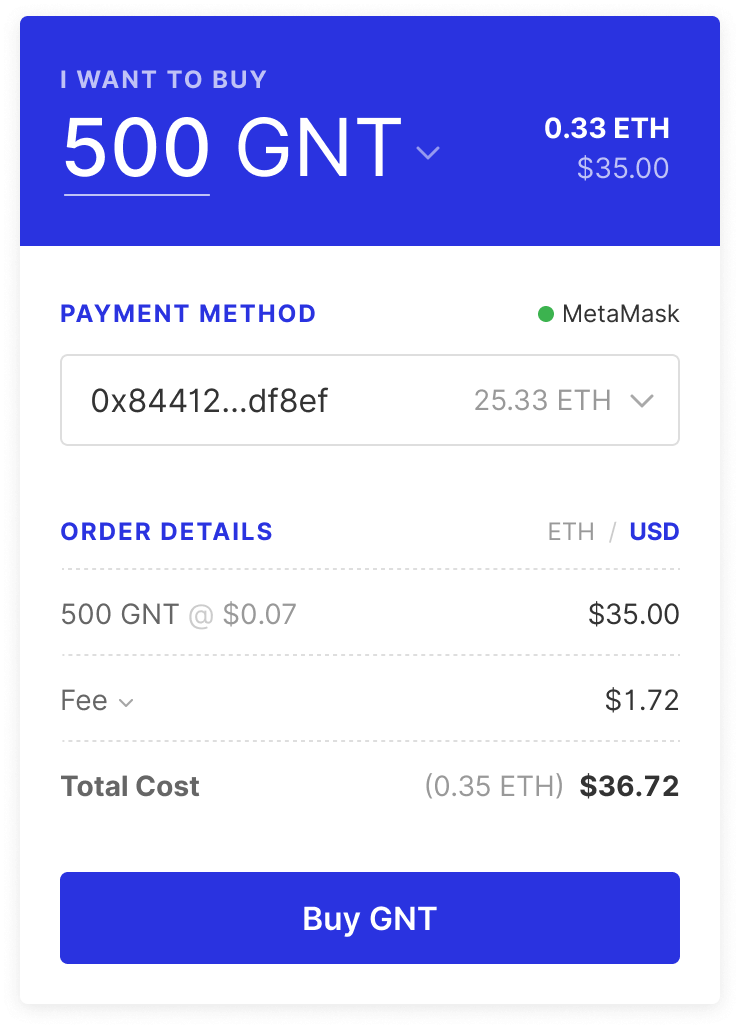 I WANT TO BUY
500 GNT
0.33 ETH
$35.00
PAYMENT METHOD
MetaMask
0x84412...df8ef
25.33 ETH
ORDER DETAILS
ETH / USD
500 GNT @ $0.07
$35.00
Fee
$1.72
Total Cost
(0.35 ETH) $36.72
Buy GNT